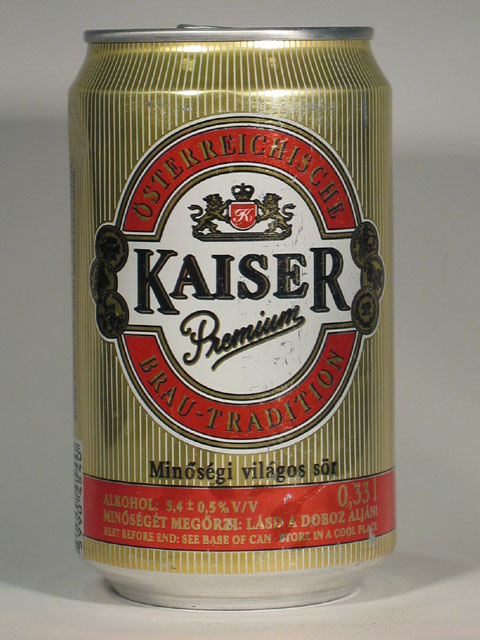 ÖSTERREICHISCHE
K
KAISER
Premium
BRAU-TRADITION
Minőségi világos sör
0,33 l
ALKOHOL: 5,4 ± 0,5% V/V
MINŐSÉGÉT MEGŐRZI: LÁSD A DOBOZ ALJÁN!
BEST BEFORE END: SEE BASE OF CAN. STORE IN A COOL PLACE